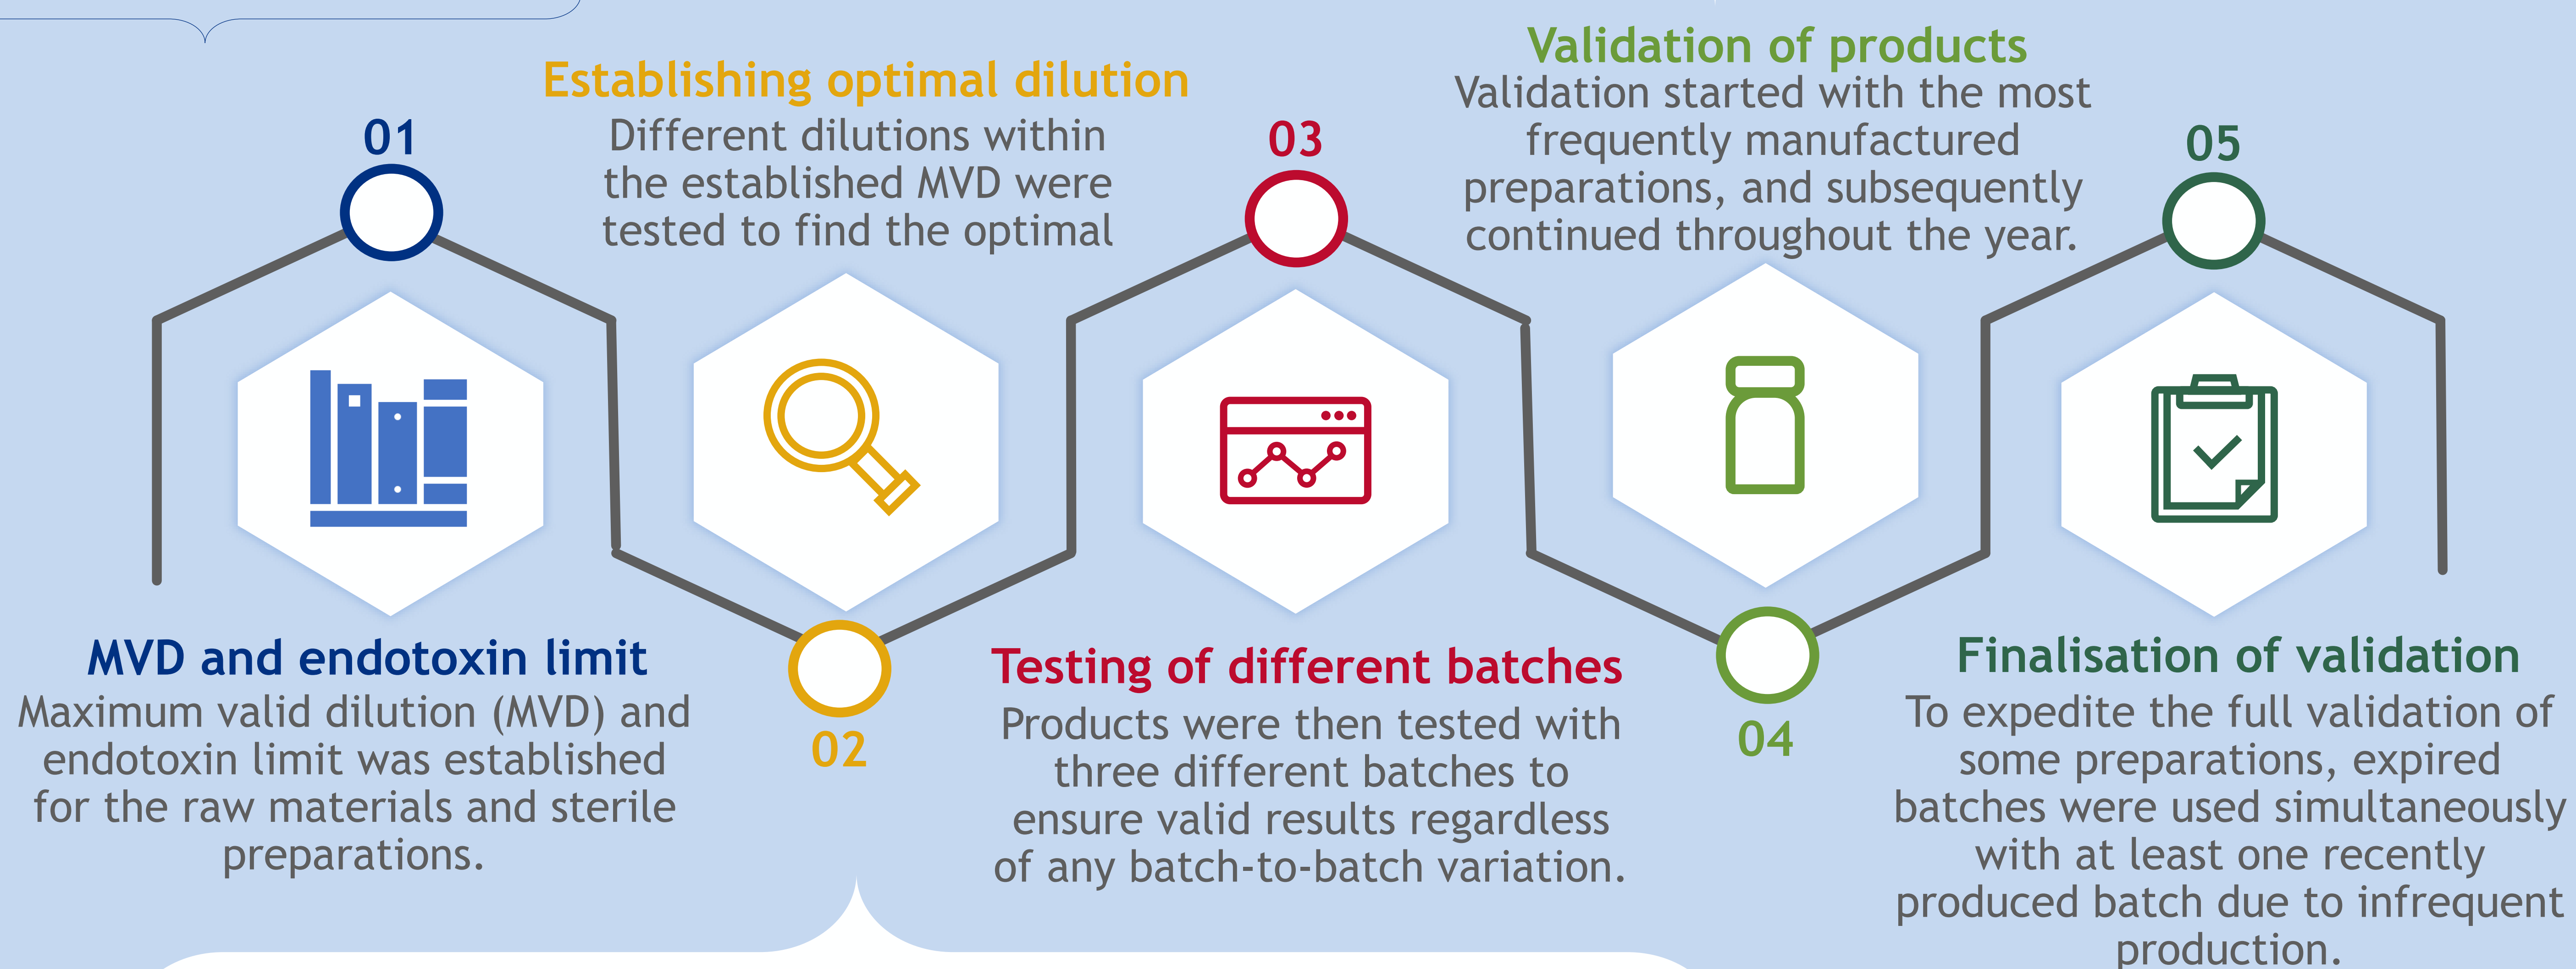 01
MVD and endotoxin limit
Maximum valid dilution (MVD) and
endotoxin limit was established
for the raw materials and sterile
preparations.
Establishing optimal dilution
Different dilutions within
the established MVD were
tested to find the optimal
02
03
Testing of different batches
Products were then tested with
three different batches to
ensure valid results regardless
of any batch-to-batch variation.
Validation of products
Validation started with the most
frequently manufactured
preparations, and subsequently
continued throughout the year.
04
05
Finalisation of validation
To expedite the full validation of
some preparations, expired
batches were used simultaneously
with at least one recently
produced batch due to infrequent
production.